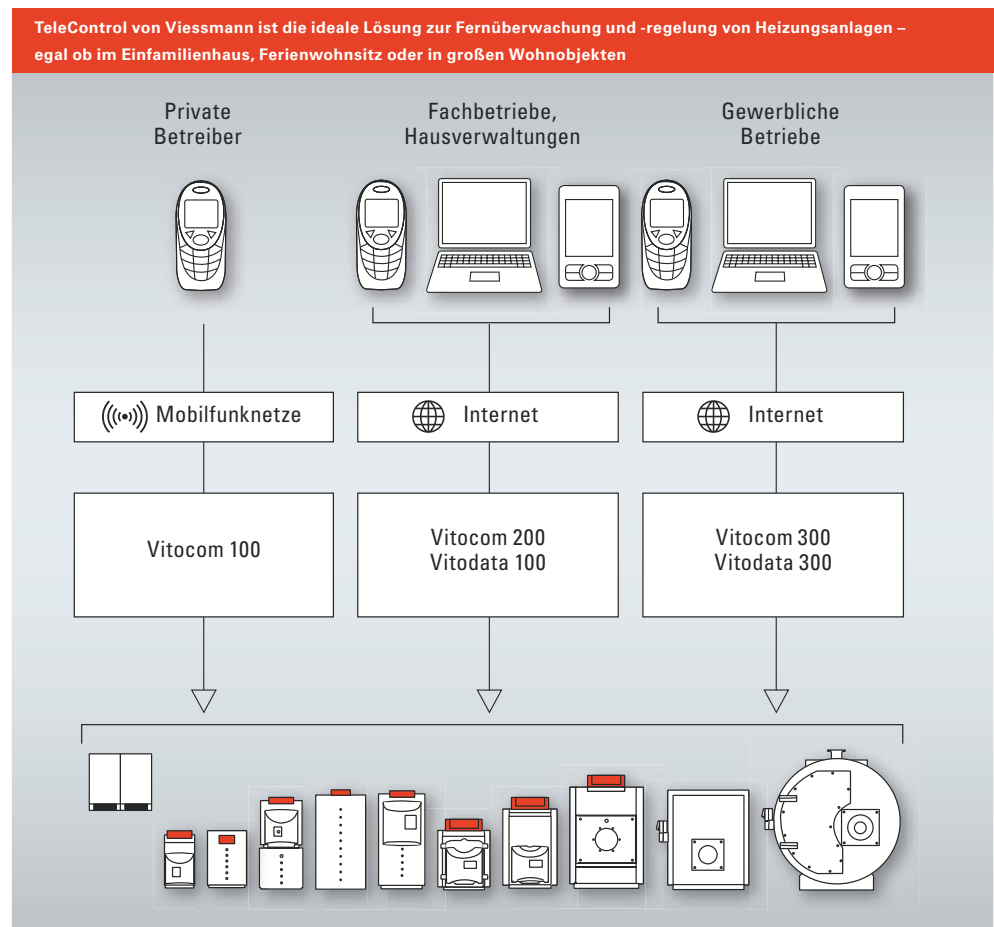 TeleControl von Viessmann ist die ideale Lösung zur Fernüberwachung und -regelung von Heizungsanlagen –
egal ob im Einfamilienhaus, Ferienwohnsitz oder in großen Wohnobjekten
Private
Betreiber
Fachbetriebe,
Hausverwaltungen
Gewerbliche
Betriebe
Mobilfunknetze
Internet
Internet
Vitocom 100
Vitocom 200
Vitodata 100
Vitocom 300
Vitodata 300